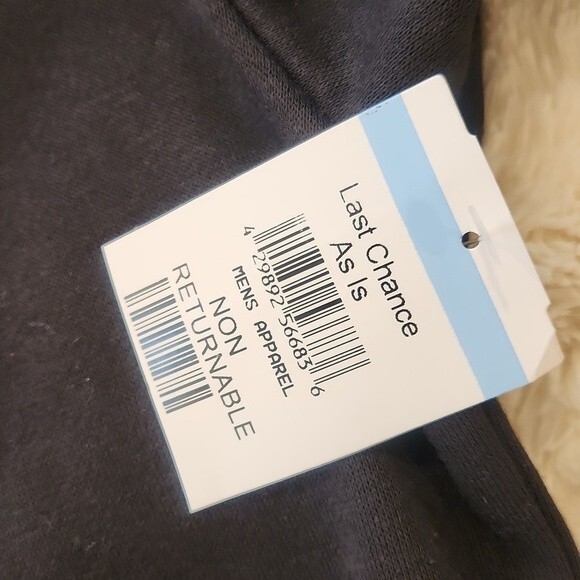 Last Chance
As Is
4 29892 56683 6
MENS APPAREL
NON
RETURNABLE